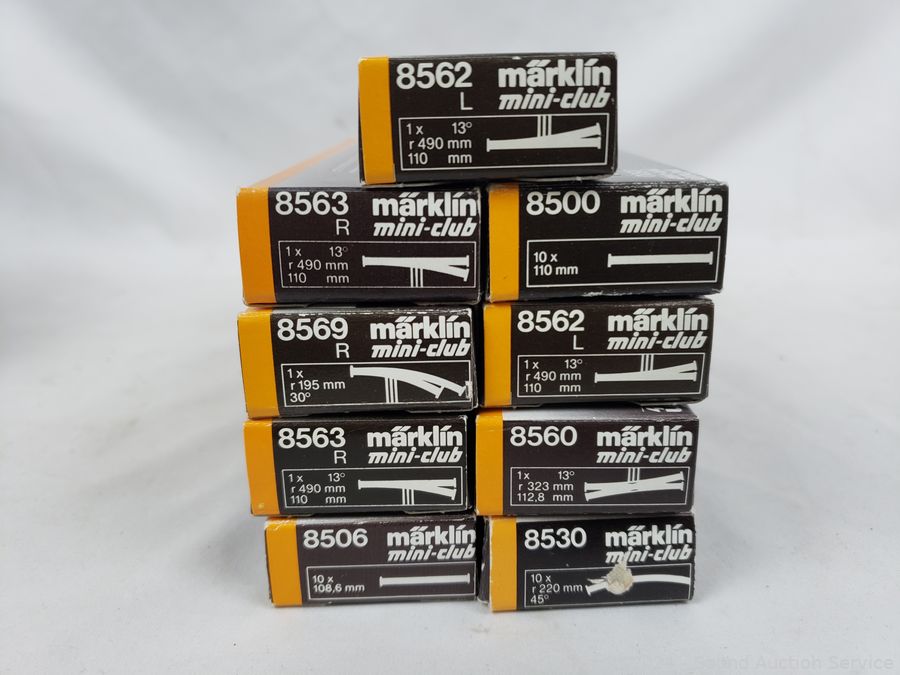 8562 märklin
L mini-club
1 x 13°
r 490 mm
110 mm
8563 märklin
R mini-club
1 x 13°
r 490 mm
110 mm
8500 märklin
mini-club
10 x
110 mm
8569 märklin
R mini-club
1 x
r 195 mm
30°
8562 märklin
L mini-club
1 x 13°
r 490 mm
110 mm
8563 märklin
R mini-club
1 x 13°
r 490 mm
110 mm
8560 märklin
mini-club
1 x 13°
r 323 mm
112,8 mm
8506 märklin
mini-club
10 x
108,6 mm
8530 märklin
mini-club
10 x
r 220 mm
45°
Sound Auction Service